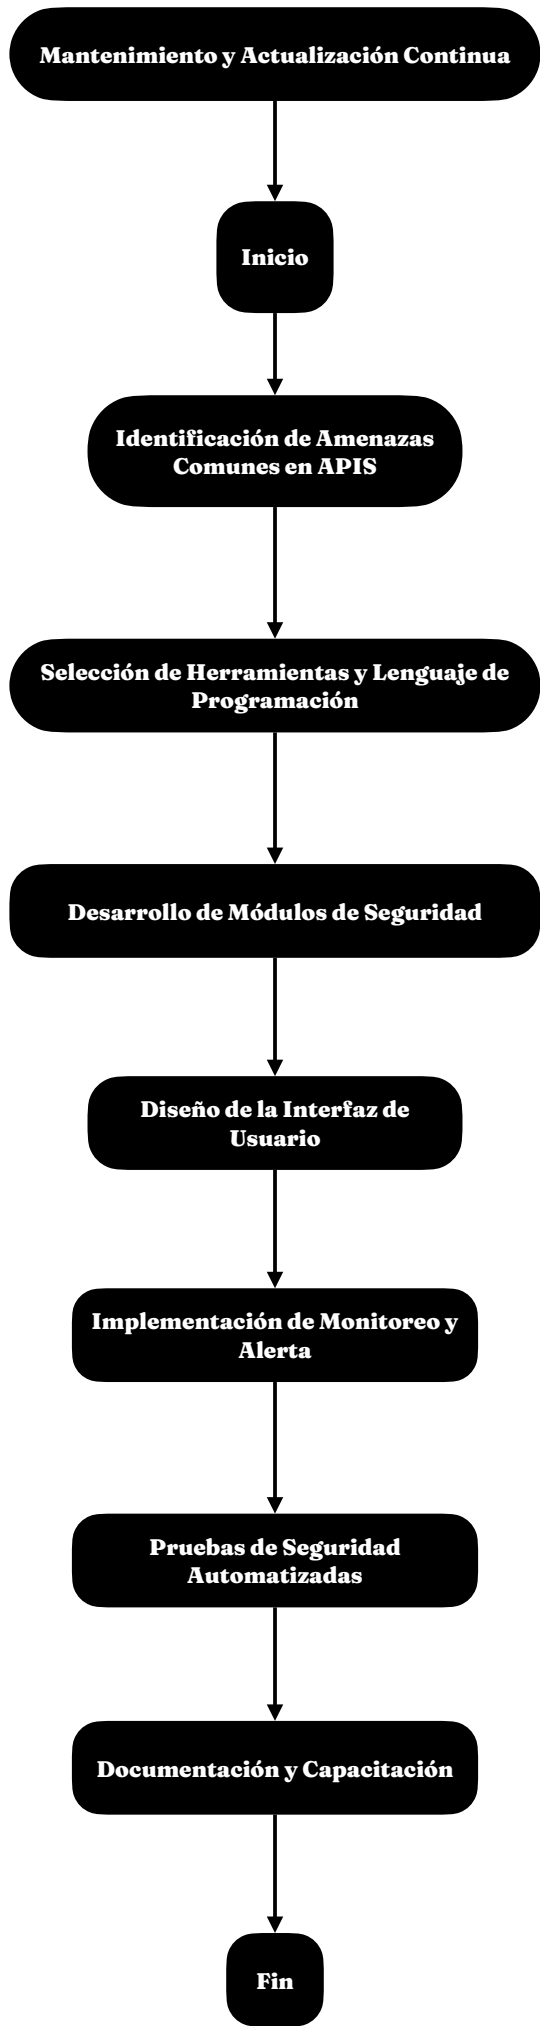 Mantenimiento y Actualización Continua
Inicio
Identificación de Amenazas
Comunes en APIS
Selección de Herramientas y Lenguaje de
Programación
Desarrollo de Módulos de Seguridad
Diseño de la Interfaz de
Usuario
Implementación de Monitoreo y
Alerta
Pruebas de Seguridad
Automatizadas
Documentación y Capacitación
Fin